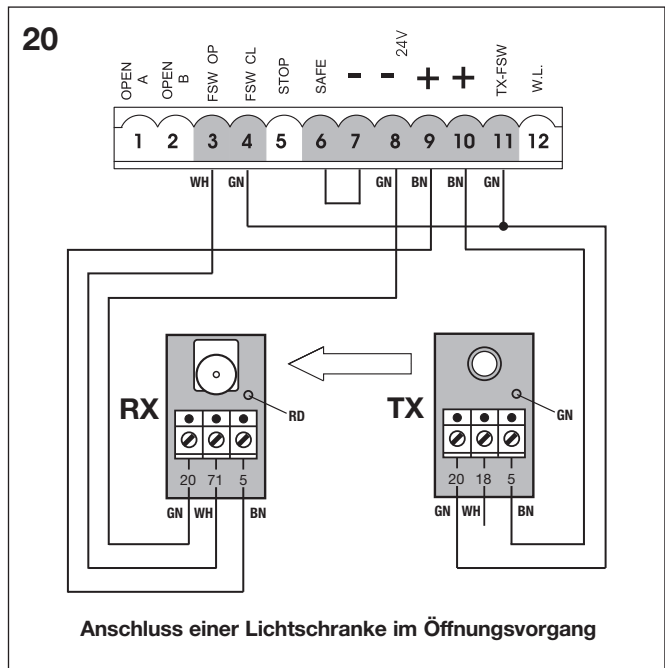 20
OPEN A
OPEN B
FSW OP
FSW CL
STOP
SAFE
-
-
24V
+
+
TX-FSW
W.L.
1 2 3 4 5 6 7 8 9 10 11 12
WH GN GN BN BN GN
RX
RD
TX
GN
20 71 5
20 18 5
GN WH BN
GN WH BN
Anschluss einer Lichtschranke im Öffnungsvorgang